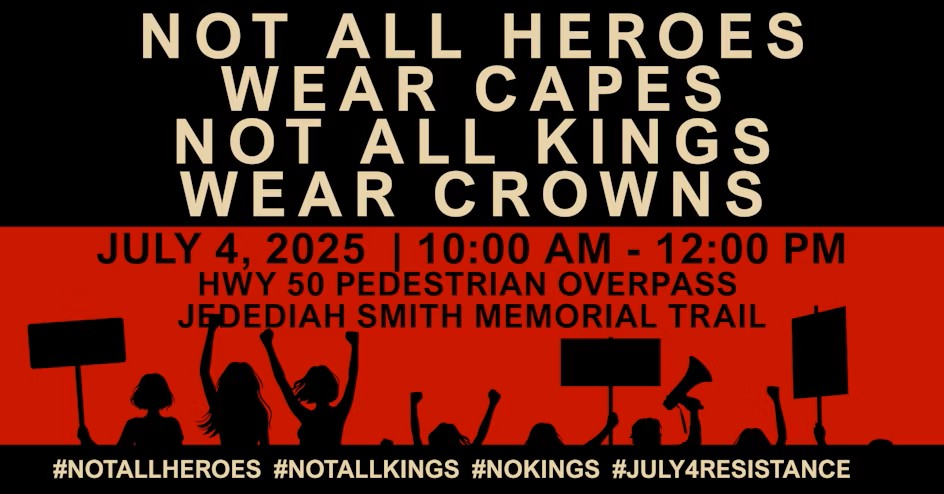 NOT ALL HEROES
WEAR CAPES
NOT ALL KINGS
WEAR CROWNS
JULY 4, 2025 | 10:00 AM - 12:00 PM
HWY 50 PEDESTRIAN OVERPASS
JEDEDIAH SMITH MEMORIAL TRAIL
#NOTALLHEROES #NOTALLKINGS #NOKINGS #JULY4RESISTANCE